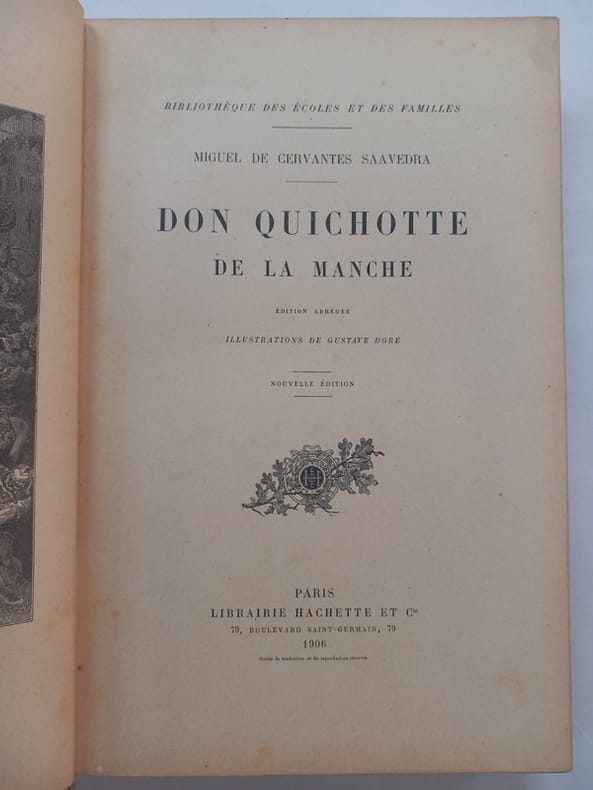 BIBLIOTHÈQUE DES ÉCOLES ET DES FAMILLES
MIGUEL DE CERVANTES SAAVEDRA
DON QUICHOTTE
DE LA MANCHE
ÉDITION ABRÉGÉE
ILLUSTRATIONS DE GUSTAVE DORÉ
NOUVELLE ÉDITION
PARIS
LIBRAIRIE HACHETTE ET Cie
79, BOULEVARD SAINT-GERMAIN, 79
1906
Droits de traduction et de reproduction réservés.